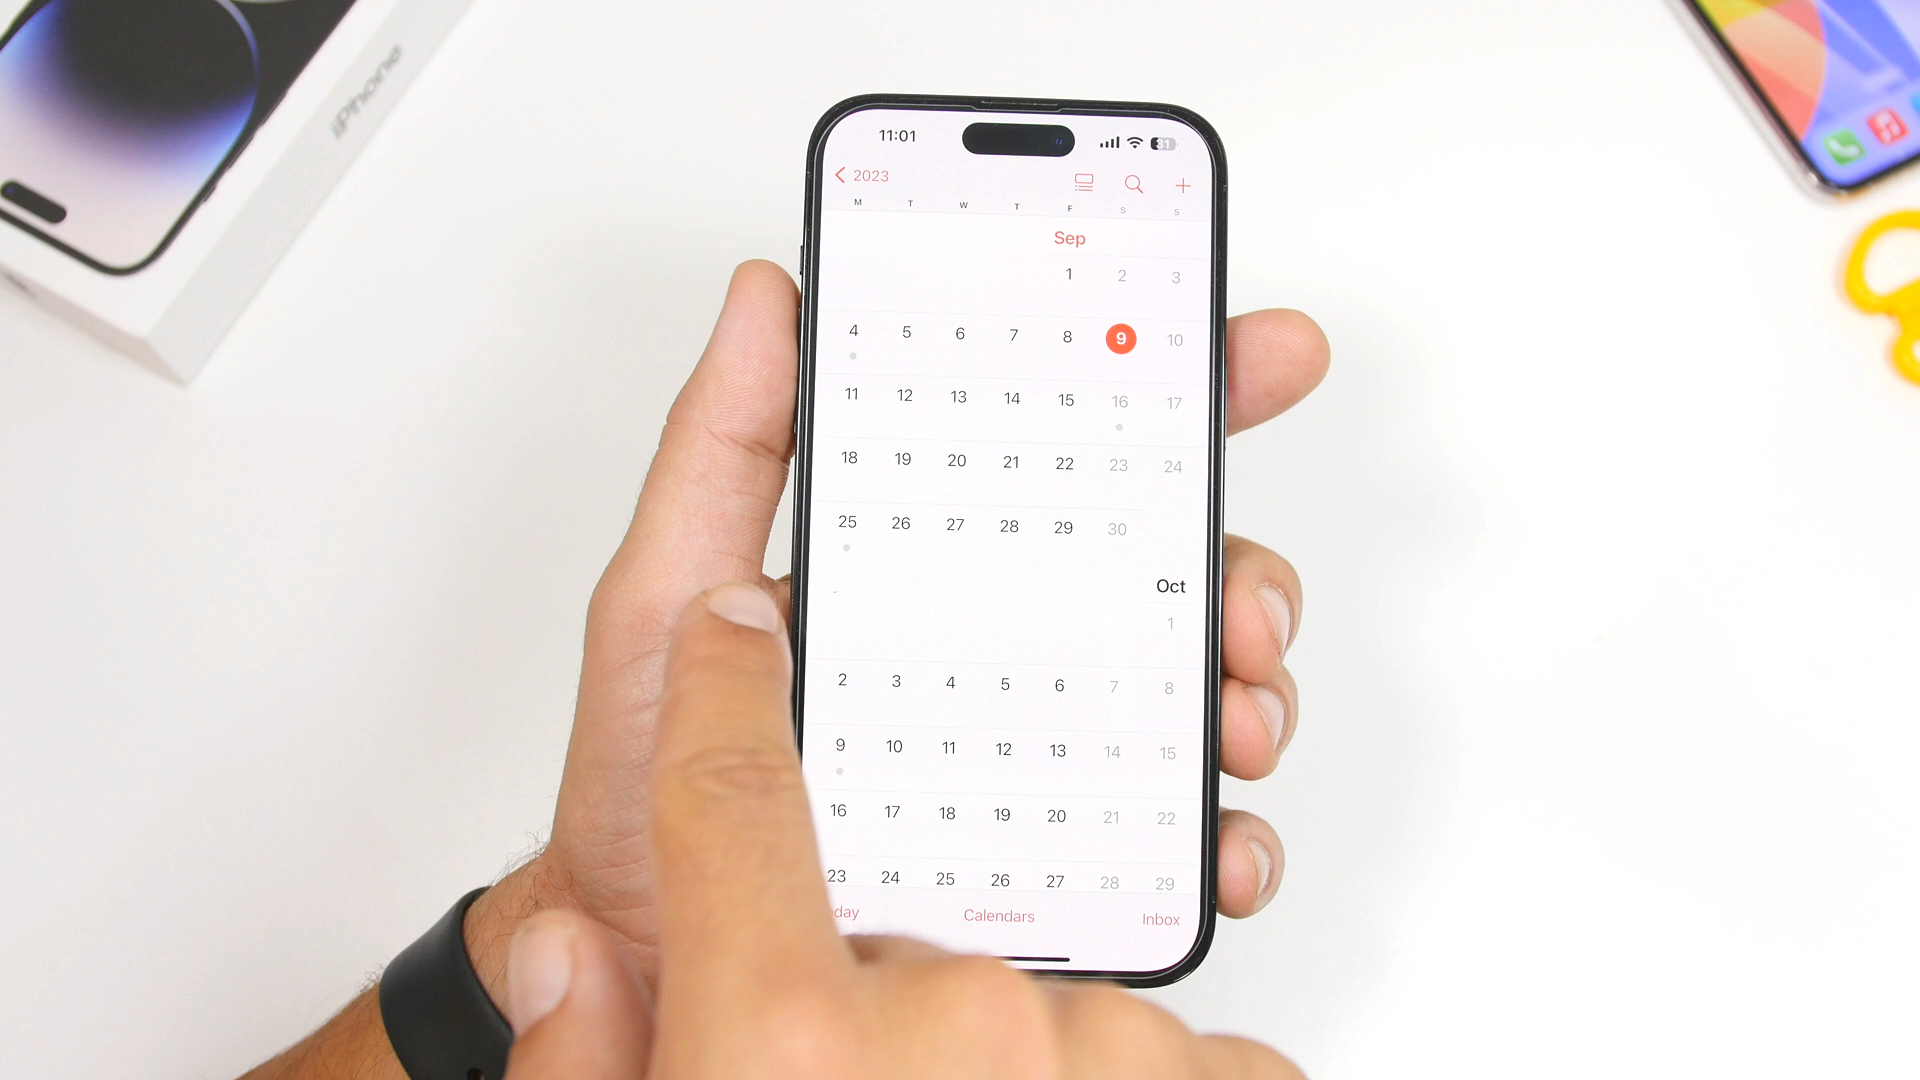 iPhone
11:01
31
2023
M T W T F S S
Sep
1 2 3
4 5 6 7 8 9 10
11 12 13 14 15 16 17
18 19 20 21 22 23 24
25 26 27 28 29 30
Oct
1
2 3 4 5 6 7 8
9 10 11 12 13 14 15
16 17 18 19 20 21 22
23 24 25 26 27 28 29
day Calendars Inbox